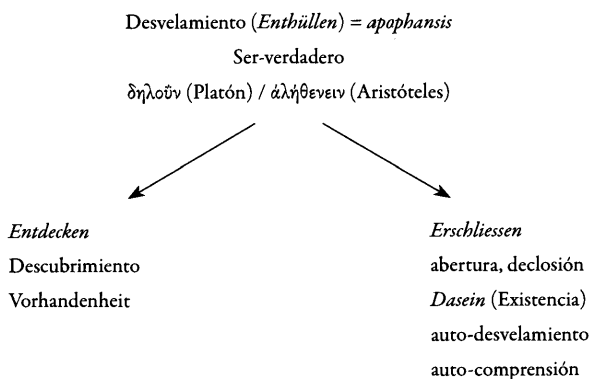 Desvelamiento (Enthüllen) = apophansis
Ser-verdadero
δηλοῦν (Platón) / ἀλήθενειν (Aristóteles)
Entdecken
Descubrimiento
Vorhandenheit
Erschliessen
abertura, declosión
Dasein (Existencia)
auto-desvelamiento
auto-comprensión